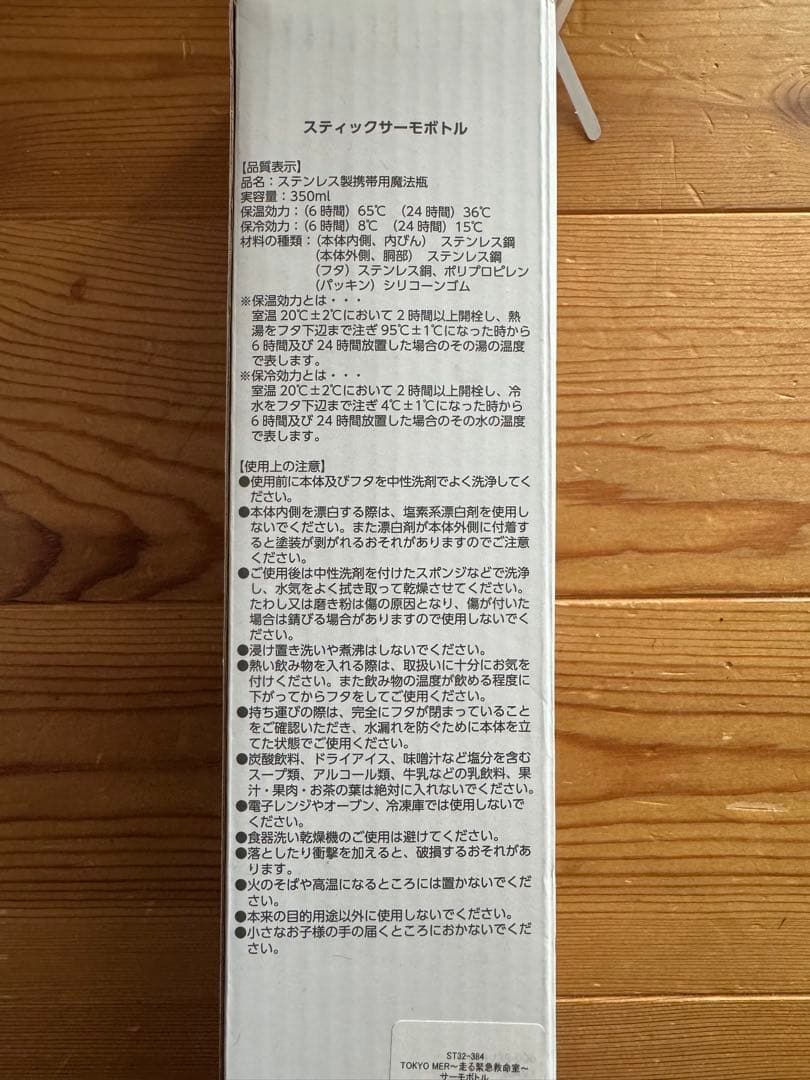 スティックサーモボトル
【品質表示】
品名：ステンレス製携帯用魔法瓶
実容量：350ml
保温効力：（6時間）65℃ （24時間）36℃
保冷効力：（6時間）8℃ （24時間）15℃
材料の種類：（本体内側、内びん） ステンレス鋼
（本体外側、胴部） ステンレス鋼
（フタ）ステンレス鋼、ポリプロピレン
（パッキン）シリコーンゴム
※保温効力とは・・・
室温20℃±2℃において2時間以上開栓し、熱
湯をフタ下辺まで注ぎ95℃±1℃になった時から
6時間及び24時間放置した場合のその湯の温度
で表します。
※保冷効力とは・・・
室温20℃±2℃において2時間以上開栓し、冷
水をフタ下辺まで注ぎ4℃±1℃になった時から
6時間及び24時間放置した場合のその水の温度
で表します。
【使用上の注意】
●使用前に本体及びフタを中性洗剤でよく洗浄してく
ださい。
●本体内側を漂白する際は、塩素系漂白剤を使用し
ないでください。また漂白剤が本体外側に付着す
ると塗装が剥がれるおそれがありますのでご注意
ください。
●ご使用後は中性洗剤を付けたスポンジなどで洗浄
し、水気をよく拭き取って乾燥させてください。
たわし又は磨き粉は傷の原因となり、傷が付いた
場合は錆びる場合がありますので使用しないでく
ださい。
●浸け置き洗いや煮沸はしないでください。
●熱い飲み物を入れる際は、取扱いに十分にお気を
付けください。また飲み物の温度が飲める程度に
下がってからフタをしてご使用ください。
●持ち運びの際は、完全にフタが閉まっていること
をご確認いただき、水漏れを防ぐために本体を立
てた状態でご使用ください。
●炭酸飲料、ドライアイス、味噌汁など塩分を含む
スープ類、アルコール類、牛乳などの乳飲料、果
汁・果肉・お茶の葉は絶対に入れないでください。
●電子レンジやオーブン、冷凍庫では使用しないで
ください。
●食器洗い乾燥機のご使用は避けてください。
●落としたり衝撃を加えると、破損するおそれがあ
ります。
●火のそばや高温になるところには置かないでくだ
さい。
●本来の目的用途以外に使用しないでください。
●小さなお子様の手の届くところにおかないでくだ
さい。
ST32-384
TOKYO MER～走る緊急救命室～
サーモボトル